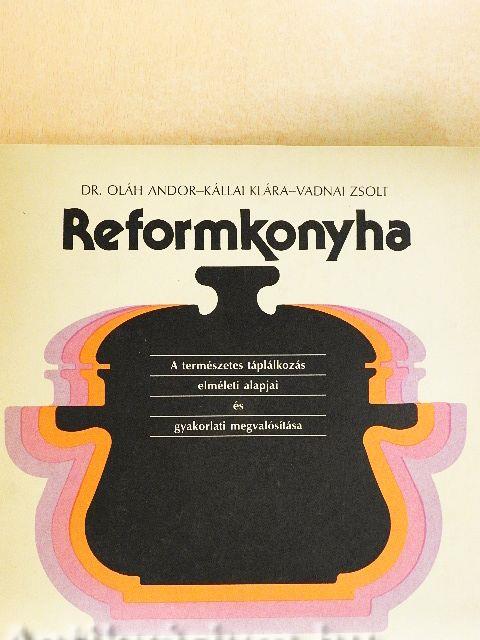 DR. OLÁH ANDOR–KÁLLAI KLÁRA–VADNAI ZSOLT
Reformkonyha
A természetes táplálkozás
elméleti alapjai
és
gyakorlati megvalósítása